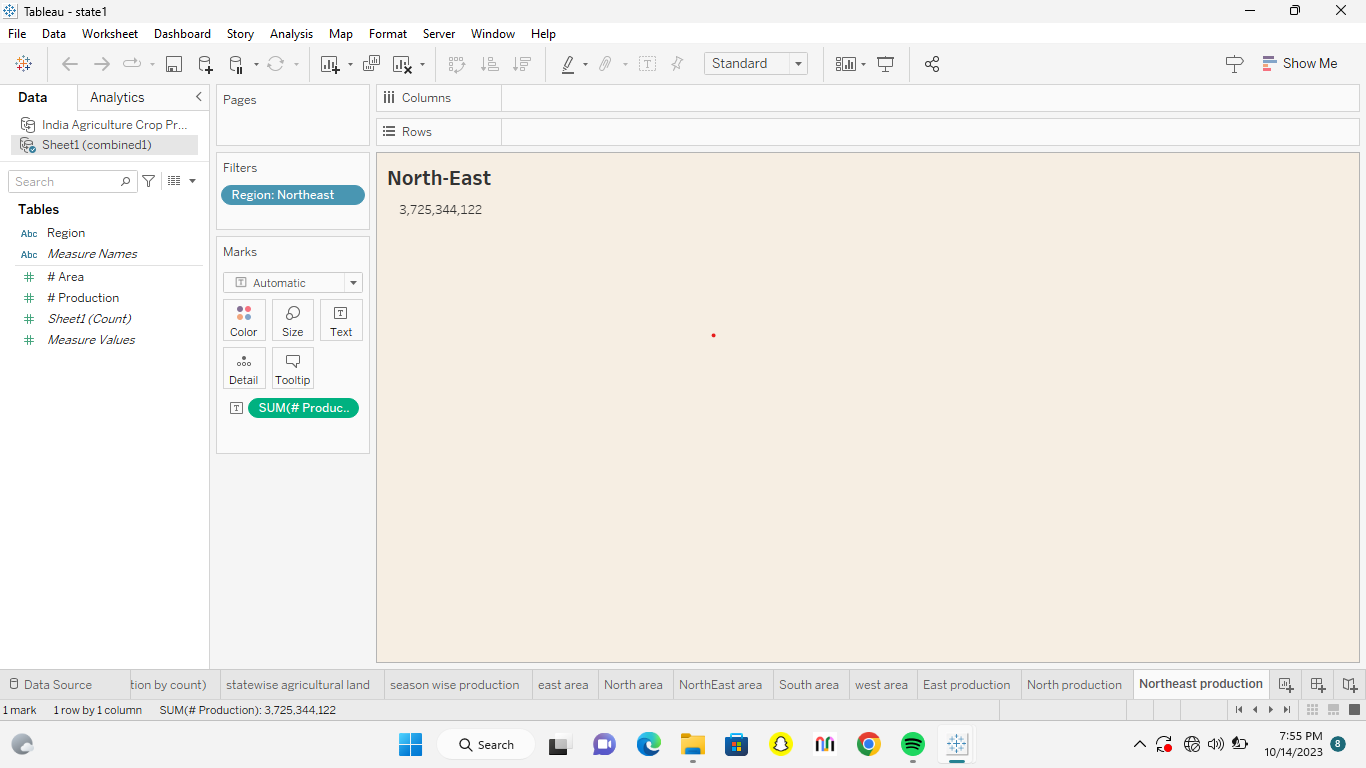 Tableau - state1
File Data Worksheet Dashboard Story Analysis Map Format Server Window Help
Standard
Show Me
Data Analytics
India Agriculture Crop Pr...
Sheet1 (combined1)
Search
Tables
Abc Region
Abc Measure Names
# Area
# Production
Sheet1 (Count)
Measure Values
Pages
Filters
Region: Northeast
Marks
Automatic
Color Size Text
Detail Tooltip
SUM(# Produc..
Columns
Rows
North-East
3,725,344,122
Data Source tion by count) statewise agricultural land season wise production east area North area NorthEast area South area west area East production North production Northeast production
1 mark 1 row by 1 column SUM(# Production): 3,725,344,122
Search
7:55 PM
10/14/2023 8